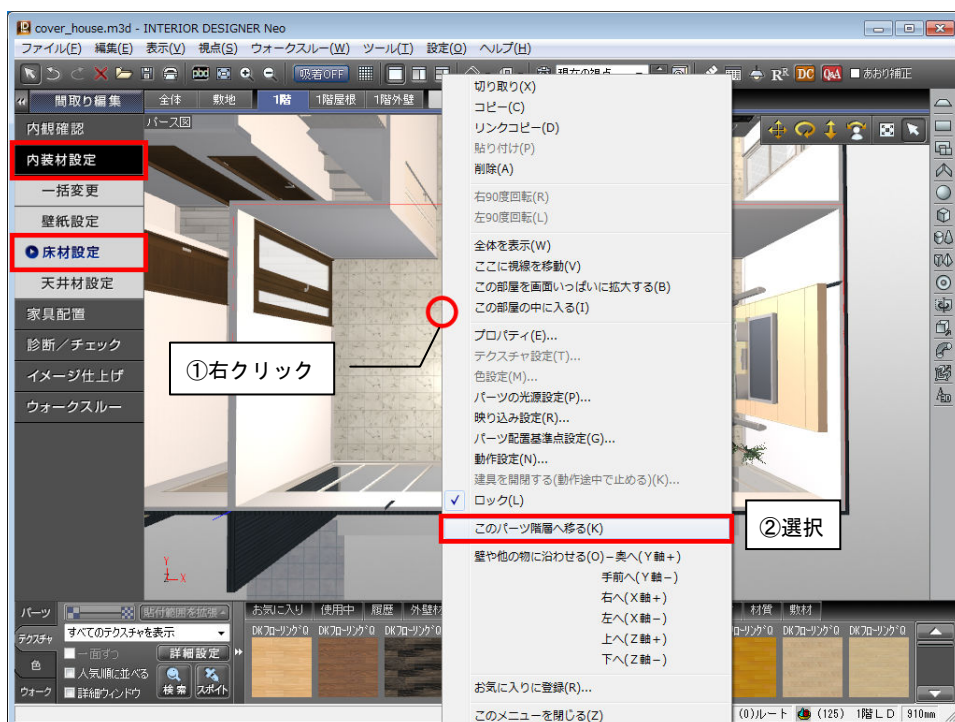 cover_house.m3d - INTERIOR DESIGNER Neo
ファイル(F) 編集(E) 表示(V) 視点(S) ウォークスルー(W) ツール(T) 設定(O) ヘルプ(H)
吸着OFF 現在の視点 RR DC Q&A あおり補正
間取り編集 全体 敷地 1階 1階屋根 1階外壁
内観確認
パース図
内装材設定
一括変更
壁紙設定
床材設定
天井材設定
家具配置
診断／チェック
イメージ仕上げ
ウォークスルー
①右クリック
切り取り(X)
コピー(C)
リンクコピー(D)
貼り付け(P)
削除(A)
右90度回転(R)
左90度回転(L)
全体を表示(W)
ここに視線を移動(V)
この部屋を画面いっぱいに拡大する(B)
この部屋の中に入る(I)
プロパティ(E)...
テクスチャ設定(T)...
色設定(M)...
パーツの光源設定(P)...
映り込み設定(R)...
パーツ配置基準点設定(G)...
動作設定(N)...
建具を開閉する(動作途中で止める)(K)...
✓ ロック(L)
このパーツ階層へ移る(K)
②選択
壁や他の物に沿わせる(O)－奥へ(Ｙ軸＋)
手前へ(Ｙ軸－)
右へ(Ｘ軸＋)
左へ(Ｘ軸－)
上へ(Ｚ軸＋)
下へ(Ｚ軸－)
お気に入りに登録(R)...
このメニューを閉じる(Z)
Y
Z X
パーツ 貼付範囲を拡張 お気に入り 使用中 履歴 外壁材 材質 敷材
テクスチャ すべてのテクスチャを表示 DKフローリング0 DKフローリング0 DKフローリング0 DKフローリング0 DKフローリング0
一面ずつ 詳細設定
色 人気順に並べる
ウォーク 詳細ウィンドウ 検索 スポイト
(0)ルート (125) 1階ＬＤ 910mm